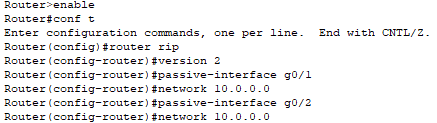 Router>enable
Router#conf t
Enter configuration commands, one per line.  End with CNTL/Z.
Router(config)#router rip
Router(config-router)#version 2
Router(config-router)#passive-interface g0/1
Router(config-router)#network 10.0.0.0
Router(config-router)#passive-interface g0/2
Router(config-router)#network 10.0.0.0